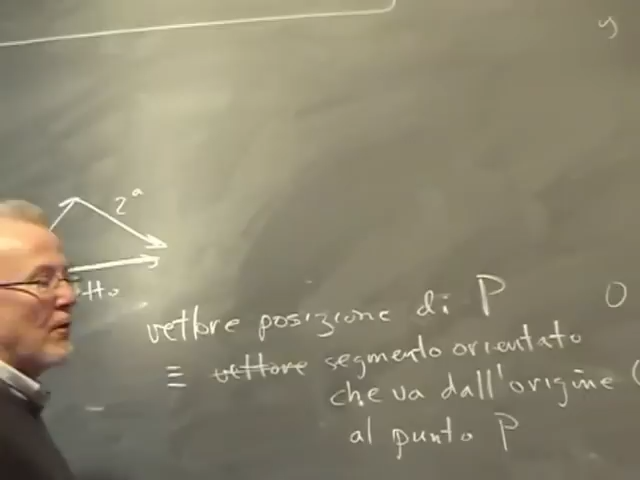 y
2ª
vettore posizione di P
O
≡ vettore segmento orientato
che va dall'origine (
al punto P